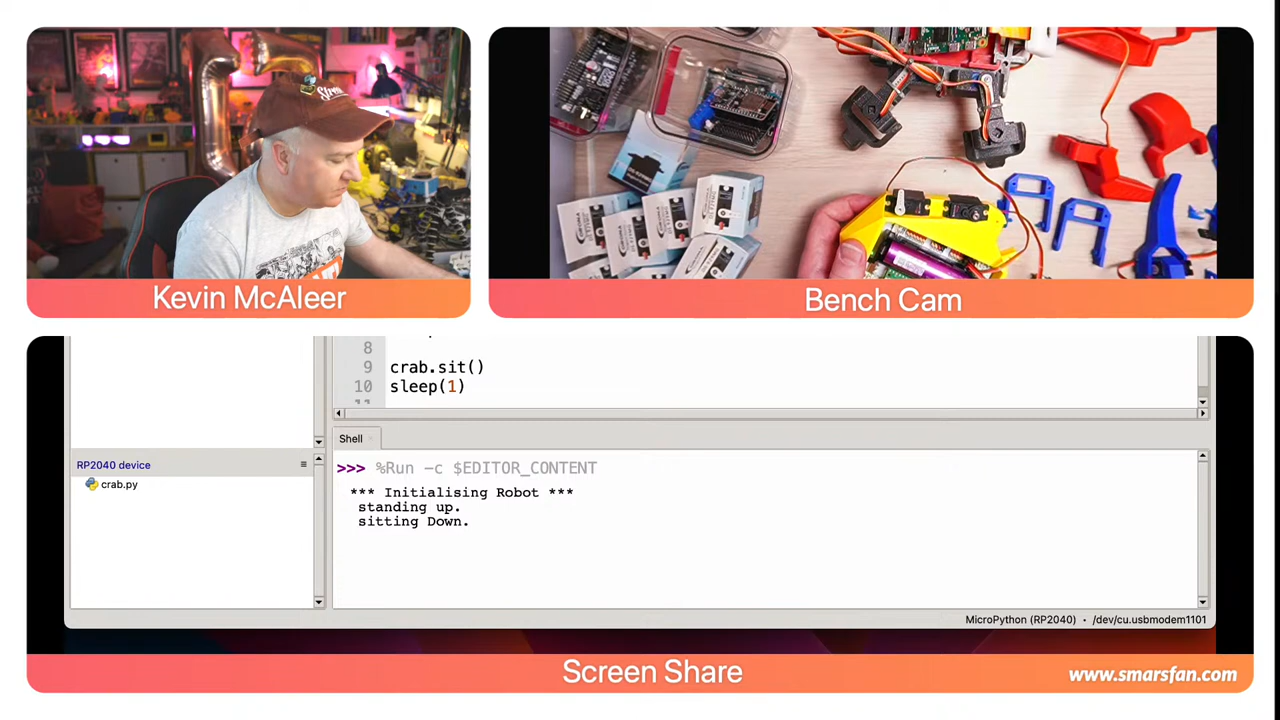 Kevin McAleer
Bench Cam
8
9 crab.sit()
10 sleep(1)
Shell
RP2040 device
crab.py
>>> %Run -c $EDITOR_CONTENT
*** Initialising Robot ***
standing up.
sitting Down.
MicroPython (RP2040) • /dev/cu.usbmodem1101
Screen Share
www.smarsfan.com